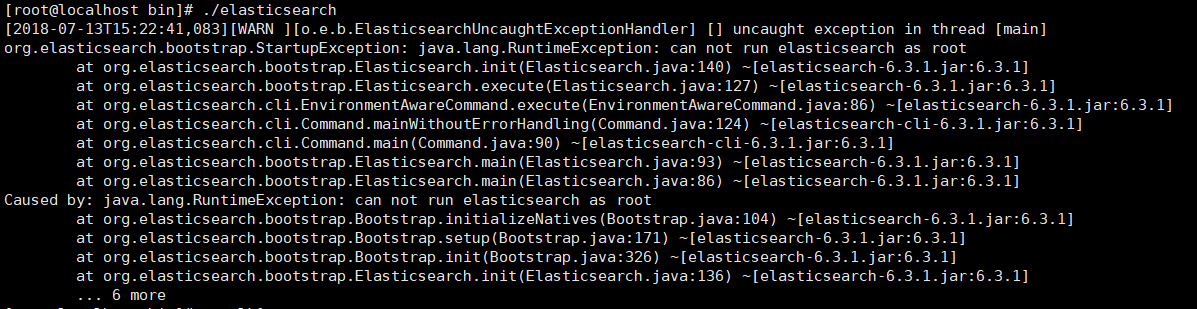 [root@localhost bin]# ./elasticsearch
[2018-07-13T15:22:41,083][WARN ][o.e.b.ElasticsearchUncaughtExceptionHandler] [] uncaught exception in thread [main]
org.elasticsearch.bootstrap.StartupException: java.lang.RuntimeException: can not run elasticsearch as root
        at org.elasticsearch.bootstrap.Elasticsearch.init(Elasticsearch.java:140) ~[elasticsearch-6.3.1.jar:6.3.1]
        at org.elasticsearch.bootstrap.Elasticsearch.execute(Elasticsearch.java:127) ~[elasticsearch-6.3.1.jar:6.3.1]
        at org.elasticsearch.cli.EnvironmentAwareCommand.execute(EnvironmentAwareCommand.java:86) ~[elasticsearch-6.3.1.jar:6.3.1]
        at org.elasticsearch.cli.Command.mainWithoutErrorHandling(Command.java:124) ~[elasticsearch-cli-6.3.1.jar:6.3.1]
        at org.elasticsearch.cli.Command.main(Command.java:90) ~[elasticsearch-cli-6.3.1.jar:6.3.1]
        at org.elasticsearch.bootstrap.Elasticsearch.main(Elasticsearch.java:93) ~[elasticsearch-6.3.1.jar:6.3.1]
        at org.elasticsearch.bootstrap.Elasticsearch.main(Elasticsearch.java:86) ~[elasticsearch-6.3.1.jar:6.3.1]
Caused by: java.lang.RuntimeException: can not run elasticsearch as root
        at org.elasticsearch.bootstrap.Bootstrap.initializeNatives(Bootstrap.java:104) ~[elasticsearch-6.3.1.jar:6.3.1]
        at org.elasticsearch.bootstrap.Bootstrap.setup(Bootstrap.java:171) ~[elasticsearch-6.3.1.jar:6.3.1]
        at org.elasticsearch.bootstrap.Bootstrap.init(Bootstrap.java:326) ~[elasticsearch-6.3.1.jar:6.3.1]
        at org.elasticsearch.bootstrap.Elasticsearch.init(Elasticsearch.java:136) ~[elasticsearch-6.3.1.jar:6.3.1]
        ... 6 more